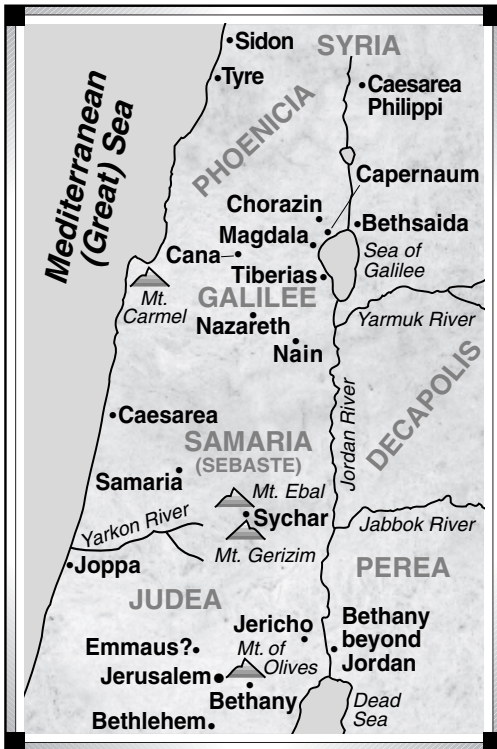 Sidon
SYRIA
Tyre
Caesarea
Philippi
Mediterranean
(Great) Sea
PHOENICIA
Capernaum
Chorazin
Bethsaida
Magdala
Cana
Sea of
Galilee
Tiberias
Mt.
Carmel
GALILEE
Nazareth
Yarmuk River
Nain
DECAPOLIS
Jordan River
Caesarea
SAMARIA
(SEBASTE)
Samaria
Mt. Ebal
Yarkon River
Sychar
Jabbok River
Mt. Gerizim
Joppa
PEREA
JUDEA
Jericho
Bethany
beyond
Jordan
Emmaus?
Mt. of
Olives
Jerusalem
Bethany
Dead
Sea
Bethlehem